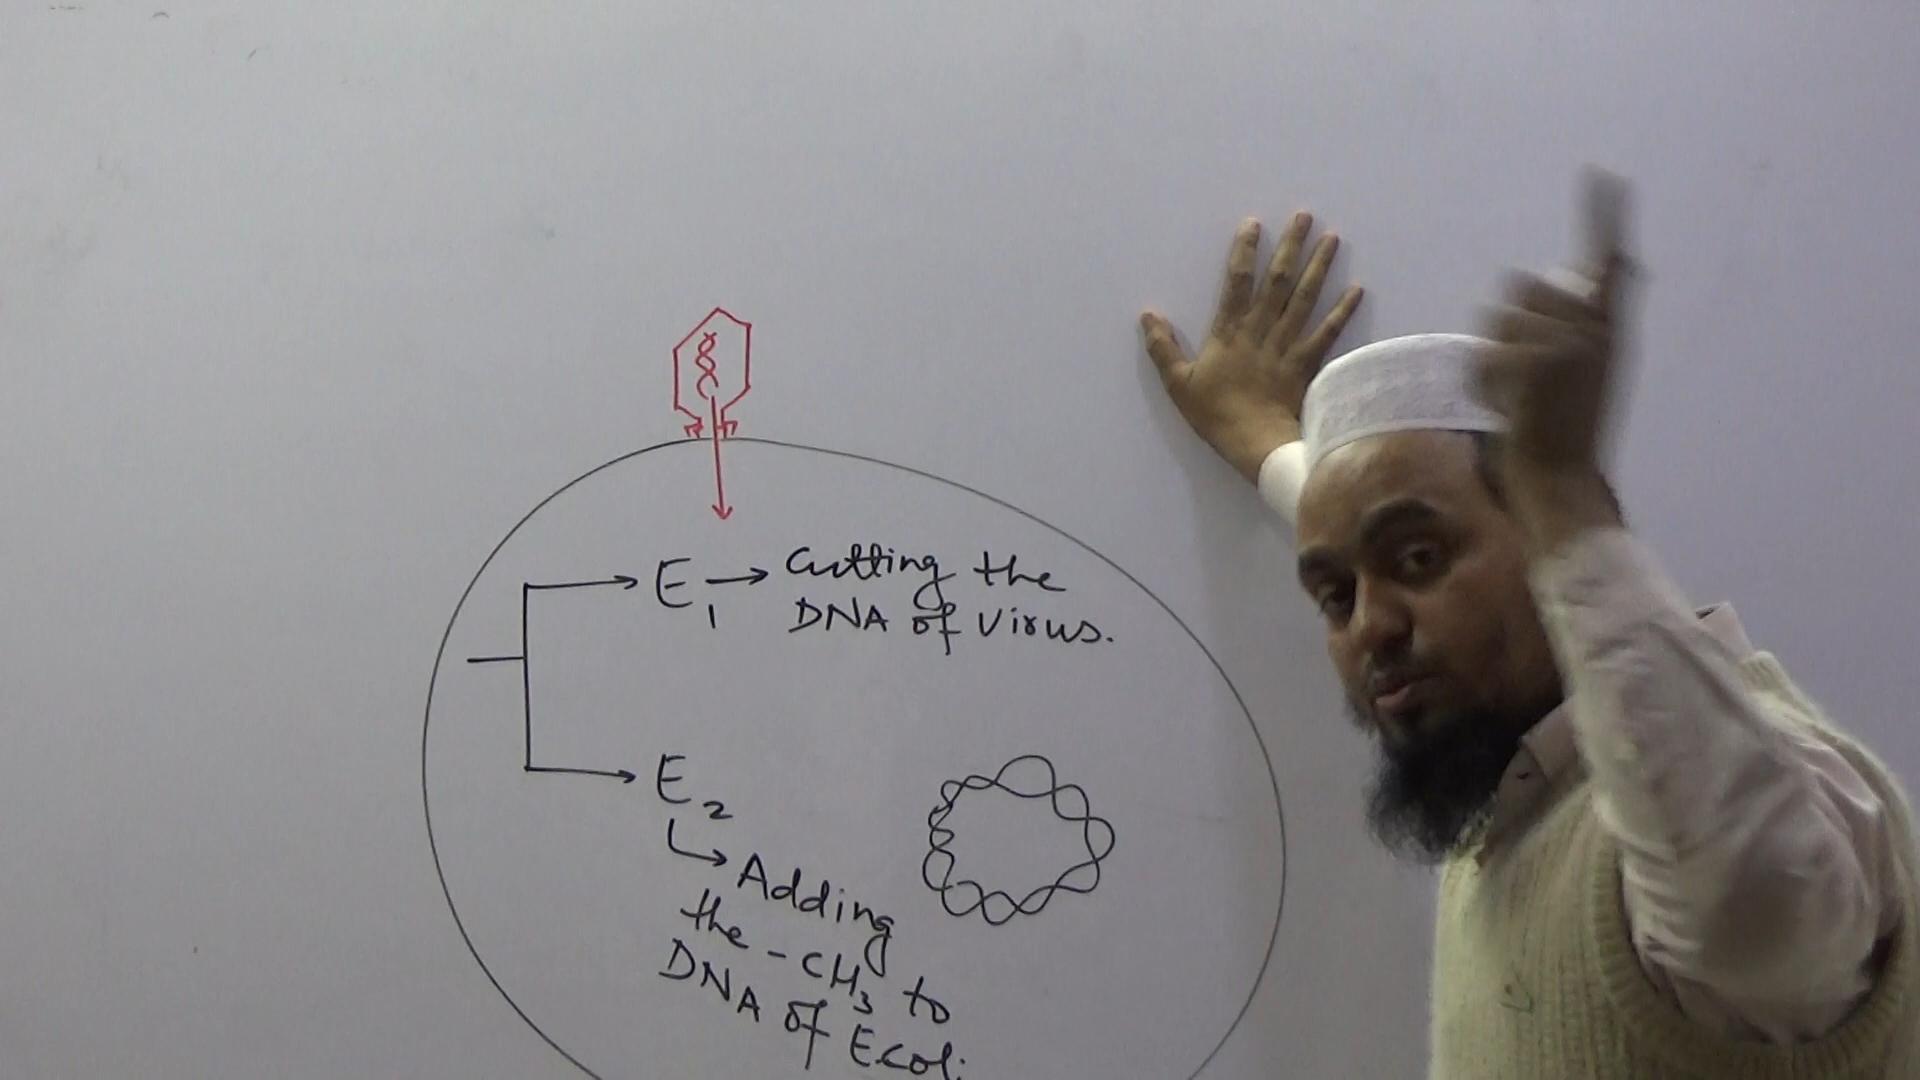 E1 → Cutting the
DNA of Virus.
E2
↳ Adding
the -CH3 to
DNA of Ecoli